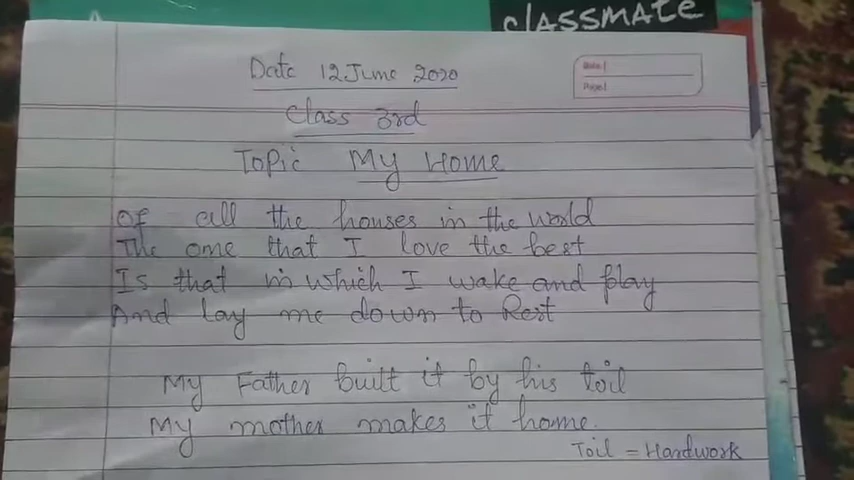 classmate
Date 12 June 2020
Date
Page
Class 3rd
Topic My Home
Of all the houses in the world
The one that I love the best
Is that in which I wake and play
And lay me down to Rest
My Father built it by his toil
My mother makes it home.
Toil = Hardwork